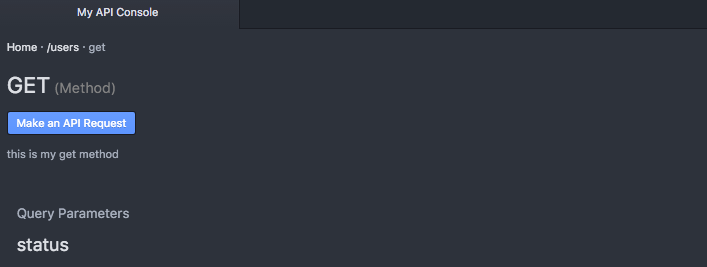 My API Console
Home · /users · get
GET (Method)
Make an API Request
this is my get method
Query Parameters
status